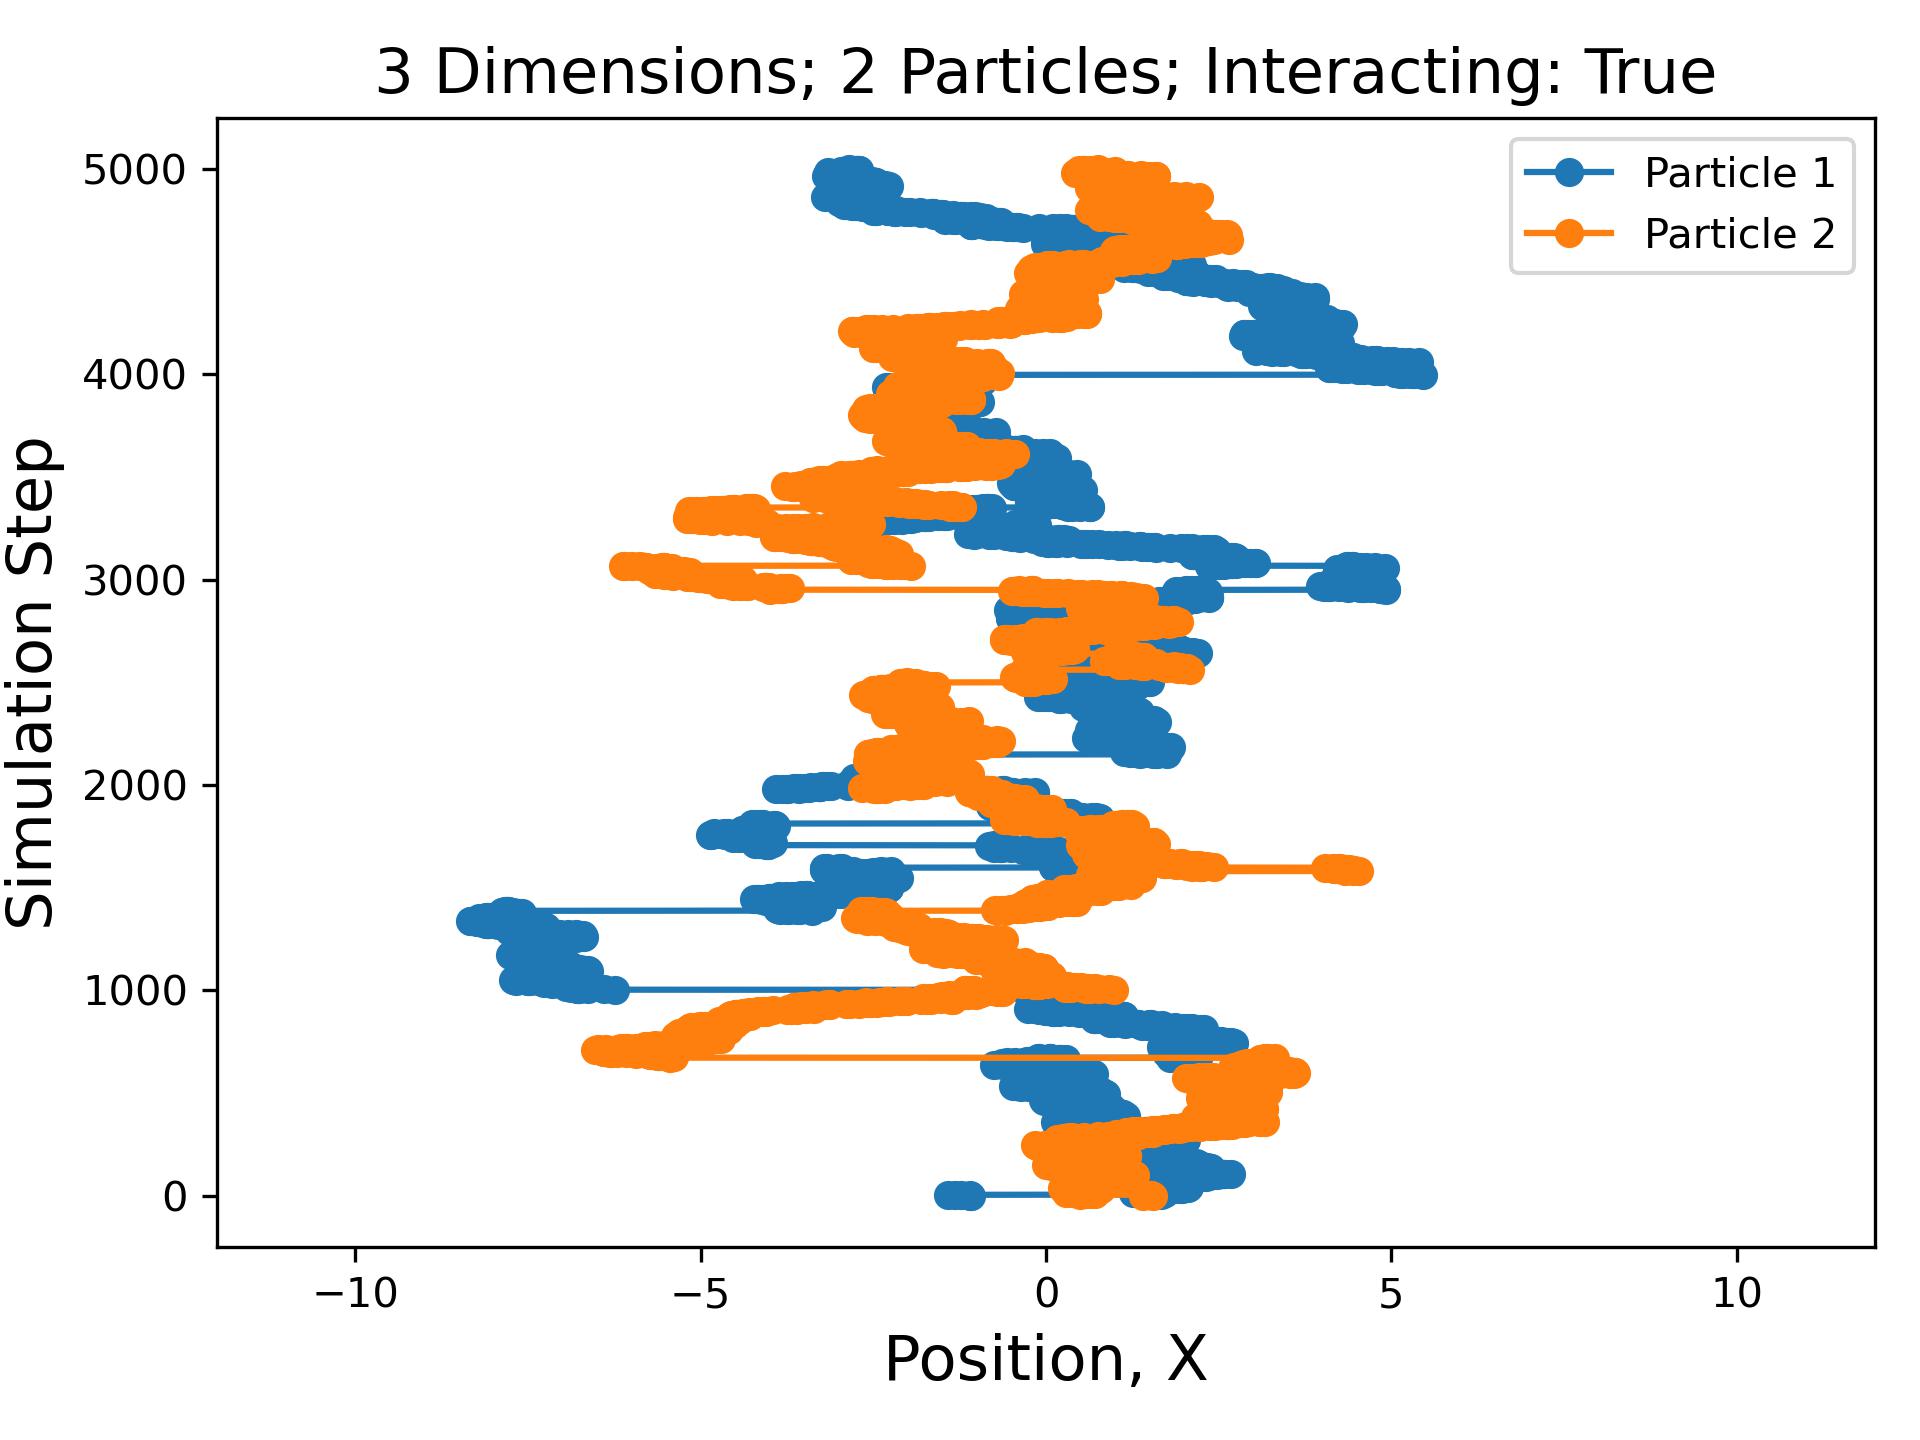 3 Dimensions; 2 Particles; Interacting: True
Particle 1
Particle 2
Simulation Step
5000
4000
3000
2000
1000
0
−10
−5
0
5
10
Position, X